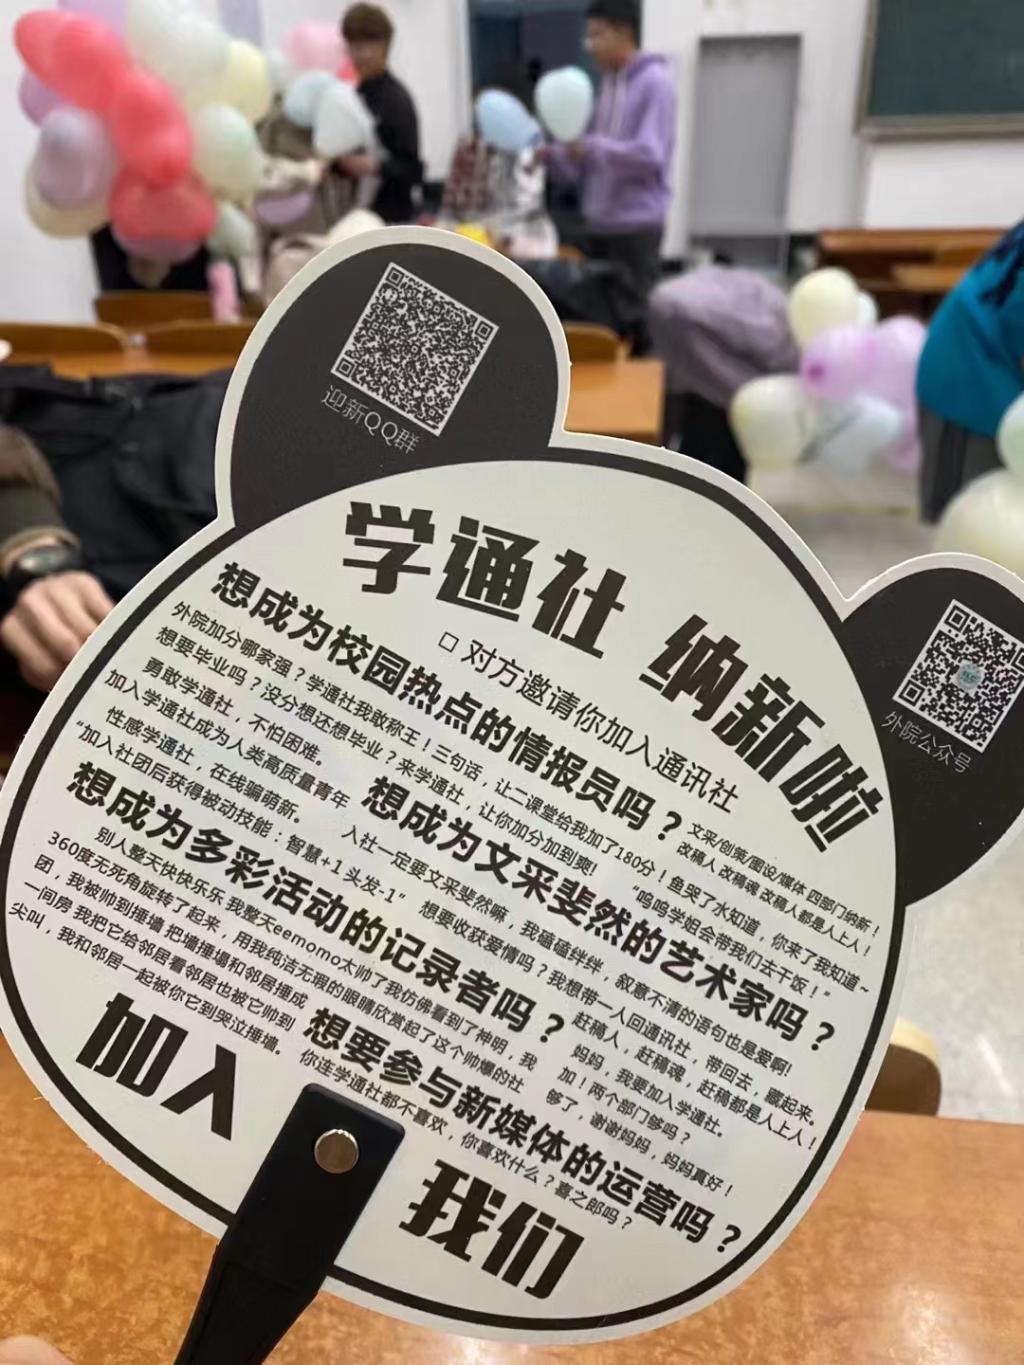 迎新QQ群
外院公众号
学通社 纳新啦
口 对方邀请你加入通讯社
想成为校园热点的情报员吗？
外院加分哪家强？学通社我敢称王！三句话，让二课堂给我加了180分！鱼哭了水知道，你来了我知道~
想要毕业吗？没分想还想毕业？来学通社，让你加分加到爽！
文采/创策/图设/媒体 四部门纳新！
改稿人 改稿魂 改稿人都是人上人！
勇敢学通社，不怕困难。
加入学通社成为人类高质量青年
"呜呜学姐会带我们去干饭！"
性感学通社，在线骗萌新。
"加入社团后获得被动技能：智慧+1 头发-1"
想成为文采斐然的艺术家吗？
入社一定要文采斐然嘛，我磕磕绊绊，叙意不清的语句也是爱啊！
想要收获爱情吗？我想带一人回通讯社，带回去，藏起来。
想成为多彩活动的记录者吗？
赶稿人，赶稿魂，赶稿都是人上人！
别人整天快快乐乐 我整天eemomo太帅了我仿佛看到了神明，我
360度无死角旋转了起来，用我纯洁无瑕的眼睛欣赏起了这个帅爆的社
团，我被帅到捶墙 把墙捶塌和邻居捶成
一间房 我把它给邻居看邻居也被它帅到
尖叫，我和邻居一起被你它到哭泣捶墙。
妈妈，我要加入学通社。
加！两个部门够吗？
够了，谢谢妈妈，妈妈真好！
想要参与新媒体的运营吗？
你连学通社都不喜欢，你喜欢什么？喜之郎吗？
加入
我们